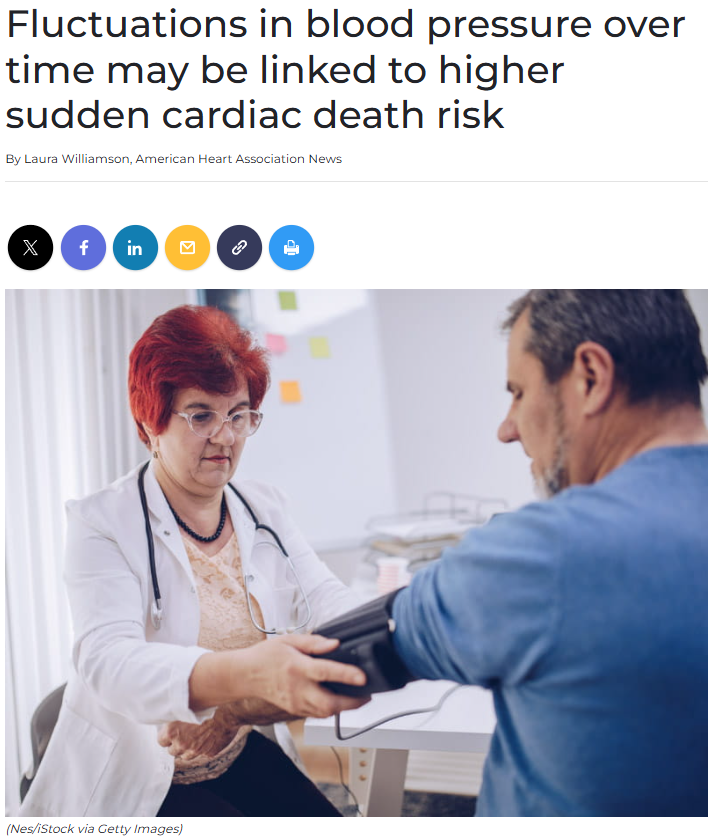 Fluctuations in blood pressure over
time may be linked to higher
sudden cardiac death risk
By Laura Williamson, American Heart Association News
(Nes/iStock via Getty Images)